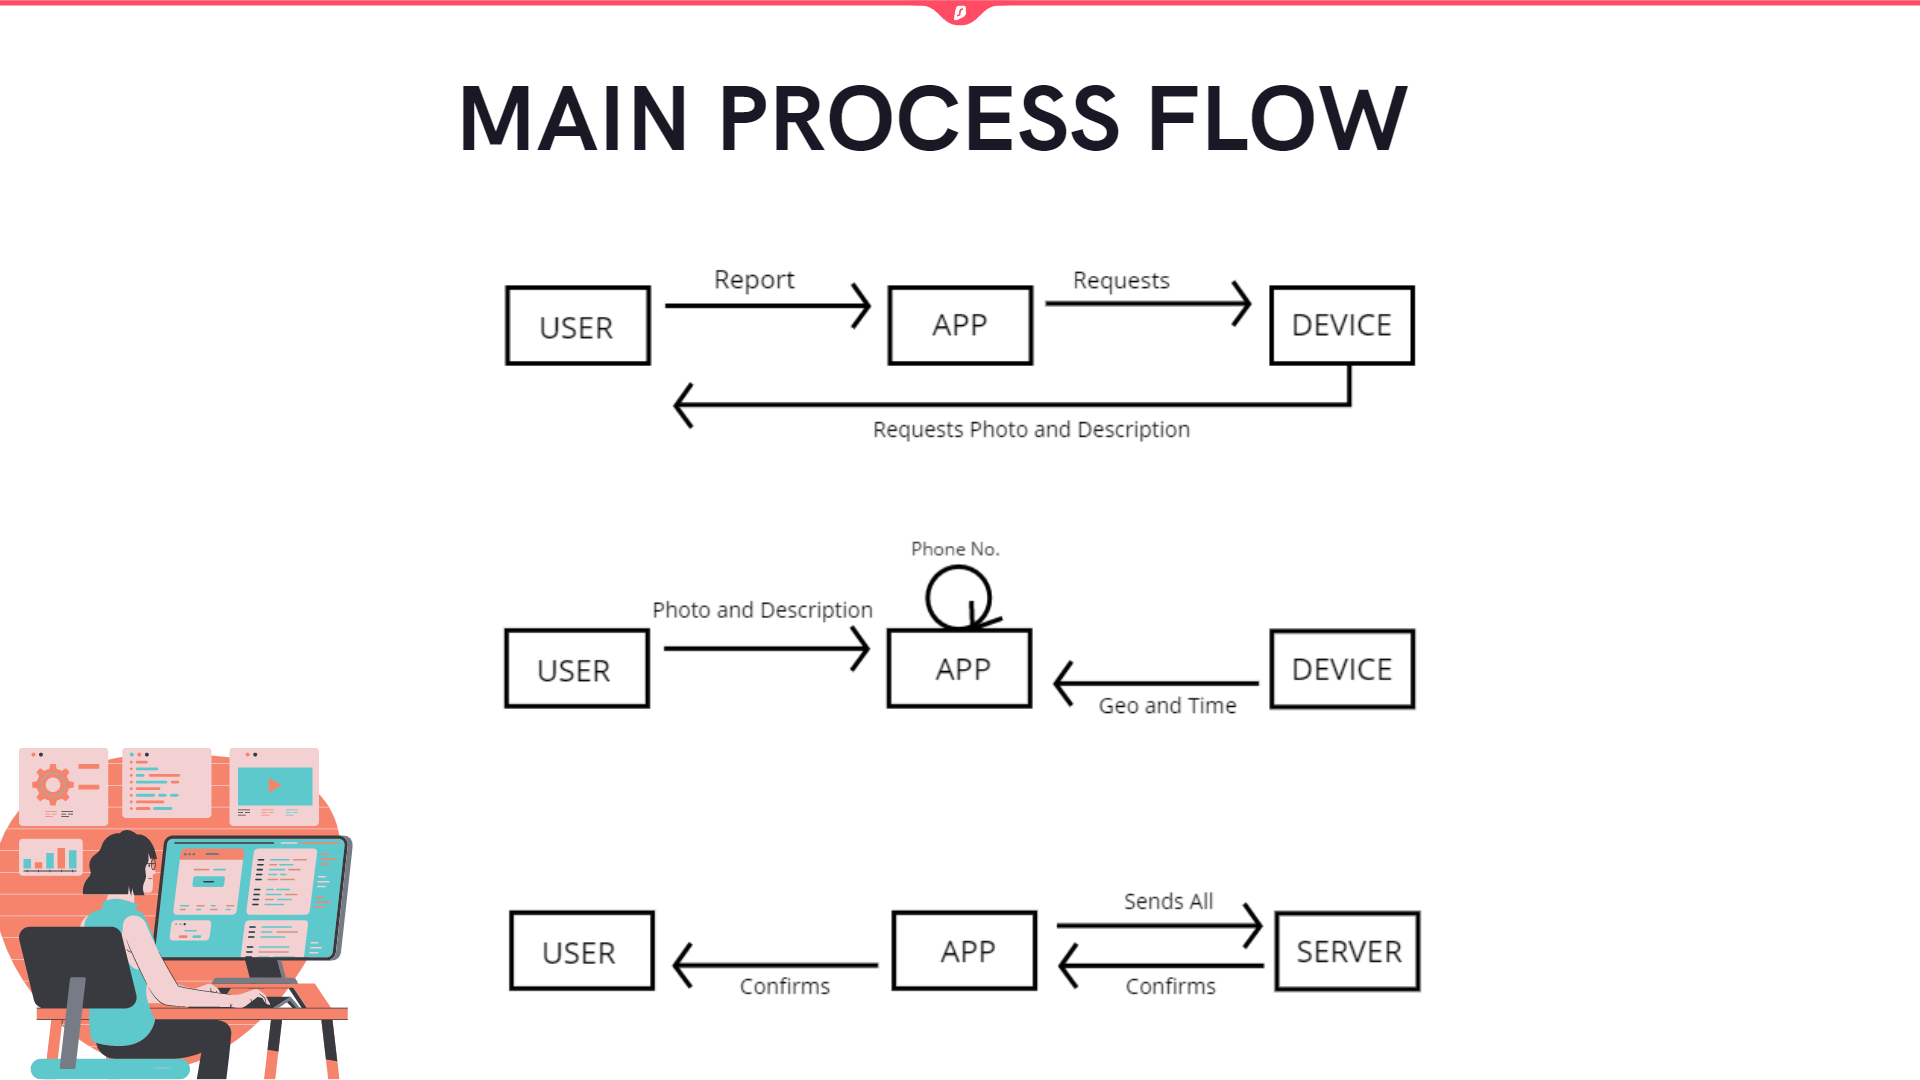 MAIN PROCESS FLOW
Report
Requests
USER
APP
DEVICE
Requests Photo and Description
Phone No.
Photo and Description
USER
APP
DEVICE
Geo and Time
Sends All
USER
APP
SERVER
Confirms
Confirms